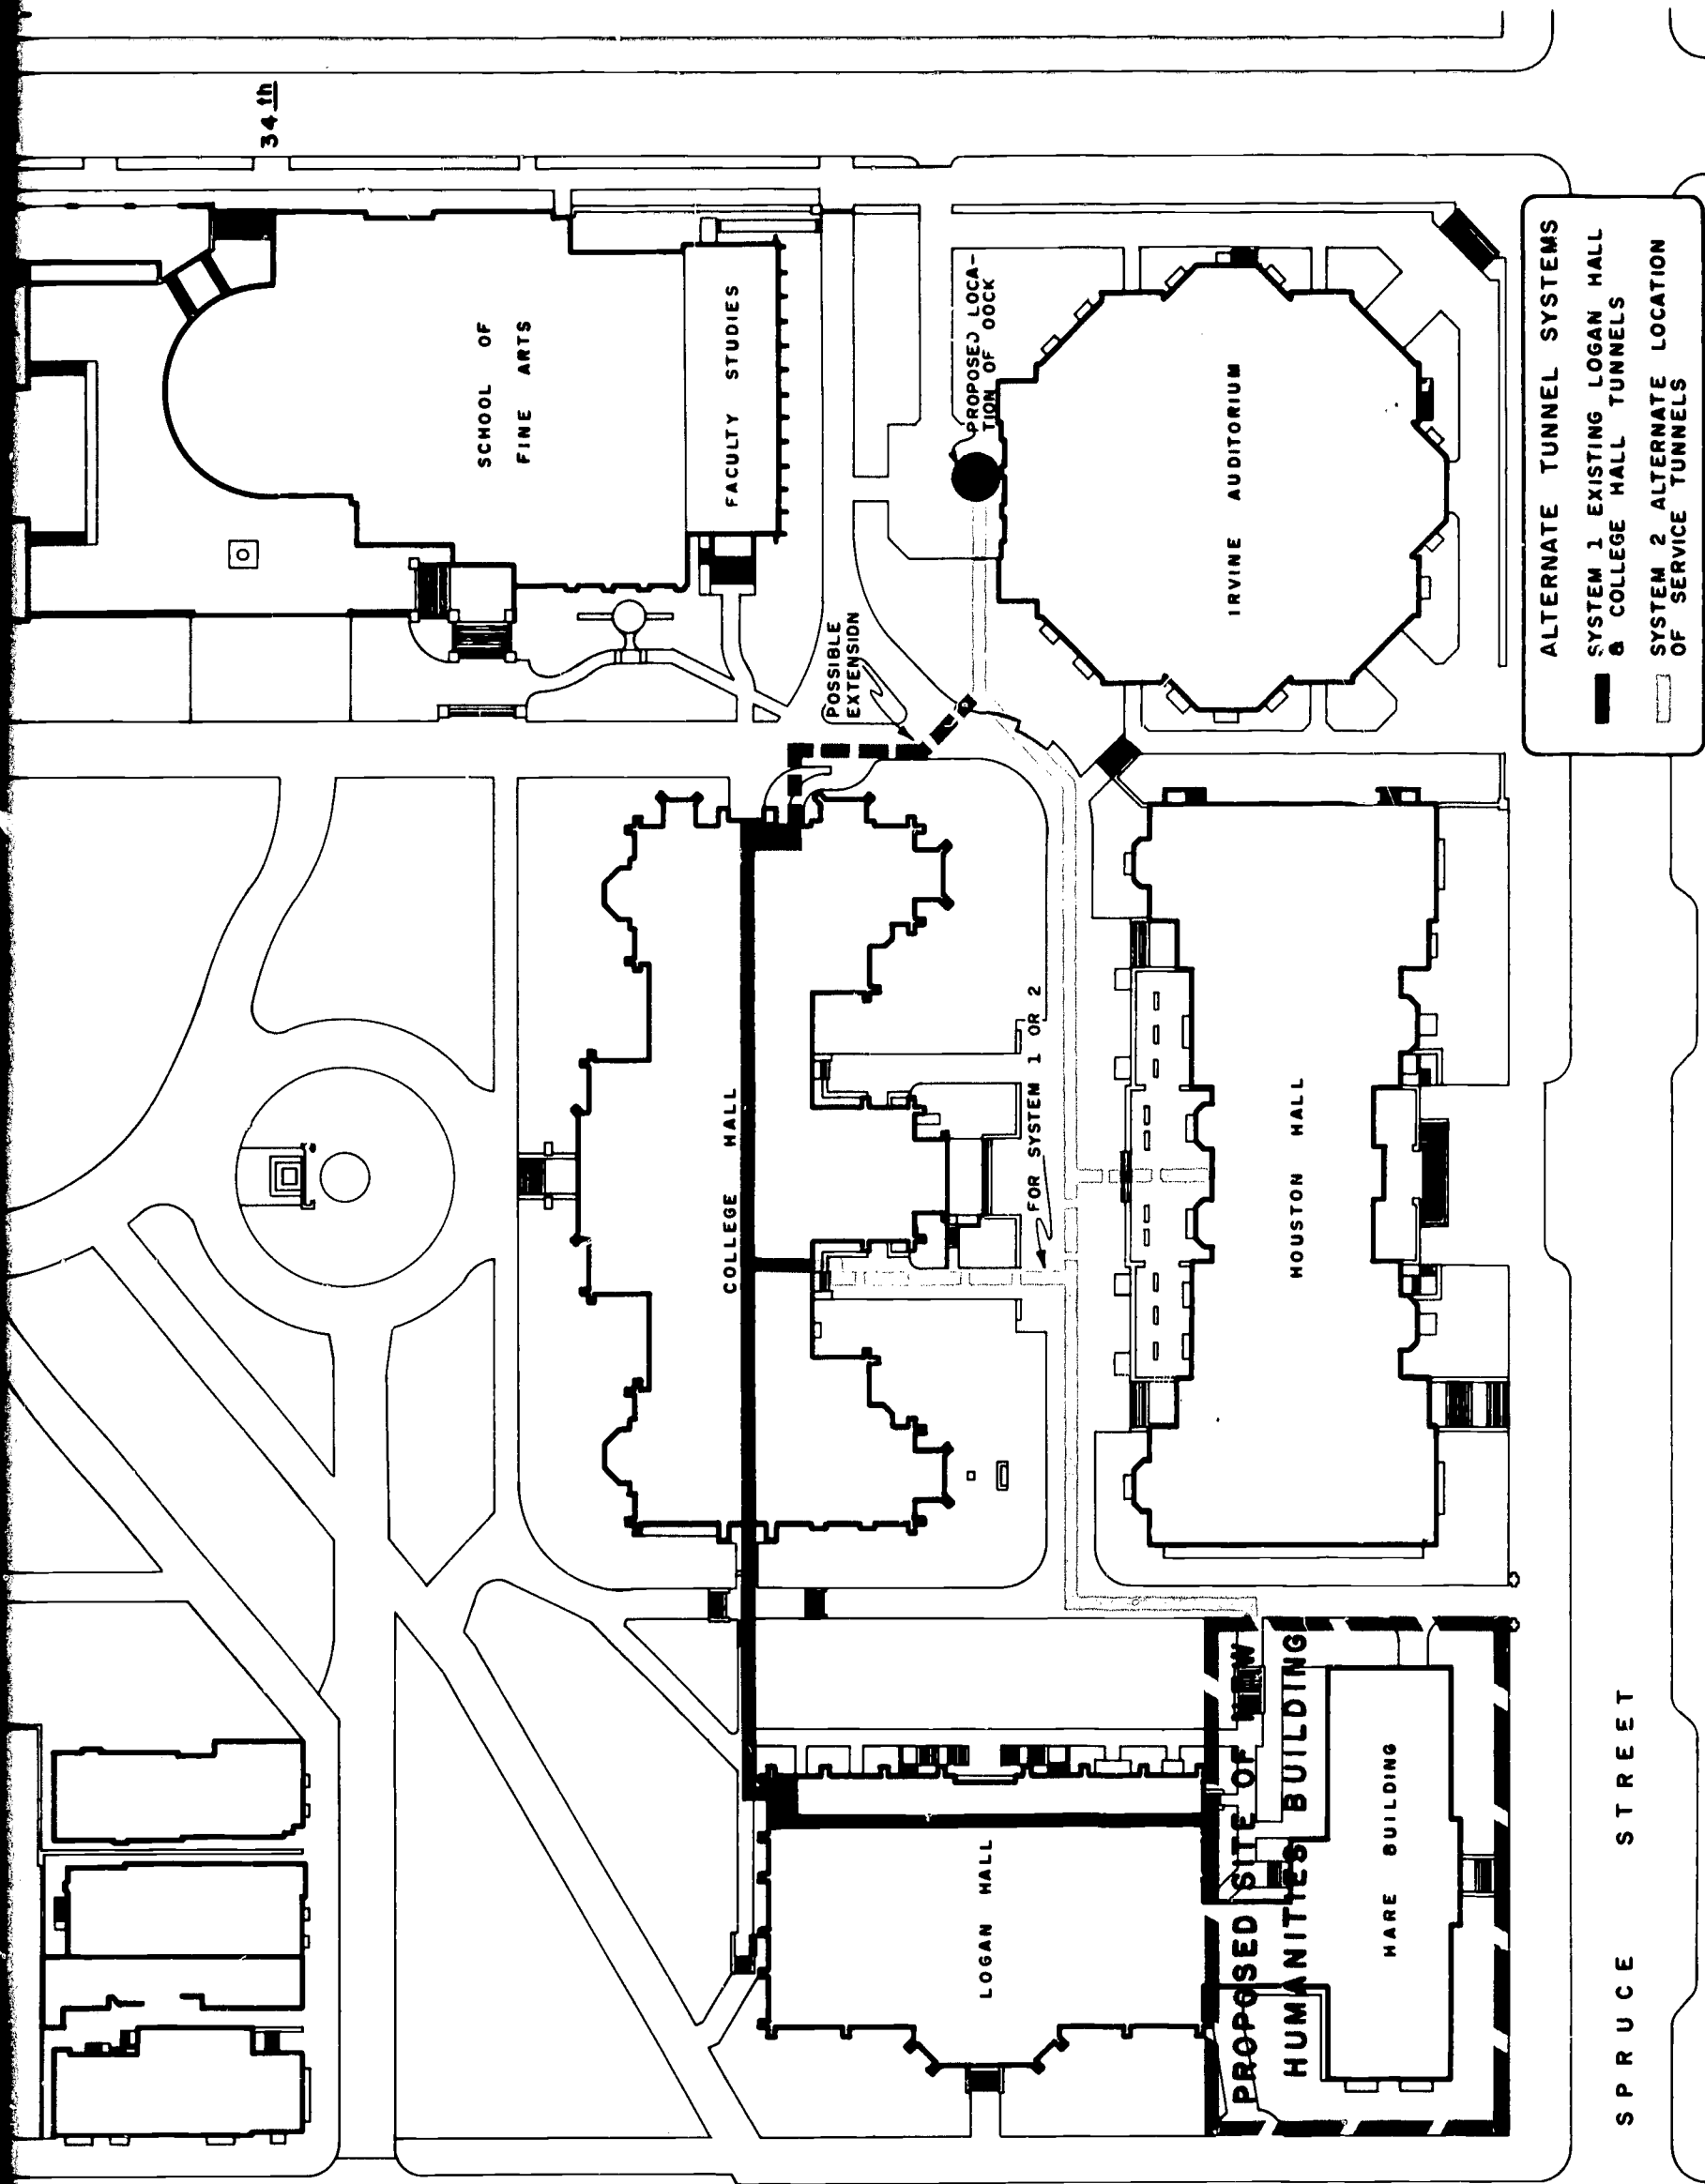 34 th
SCHOOL OF
FINE ARTS
FACULTY STUDIES
PROPOSED LOCA-
TION OF DOCK
IRVINE AUDITORIUM
POSSIBLE
EXTENSION
COLLEGE HALL
FOR SYSTEM 1 OR 2
HOUSTON HALL
LOGAN HALL
PROPOSED SITE OF NEW
HUMANITIES BUILDING
HARE BUILDING
SPRUCE STREET
ALTERNATE TUNNEL SYSTEMS
SYSTEM 1 EXISTING LOGAN HALL
& COLLEGE HALL TUNNELS
SYSTEM 2 ALTERNATE LOCATION
OF SERVICE TUNNELS